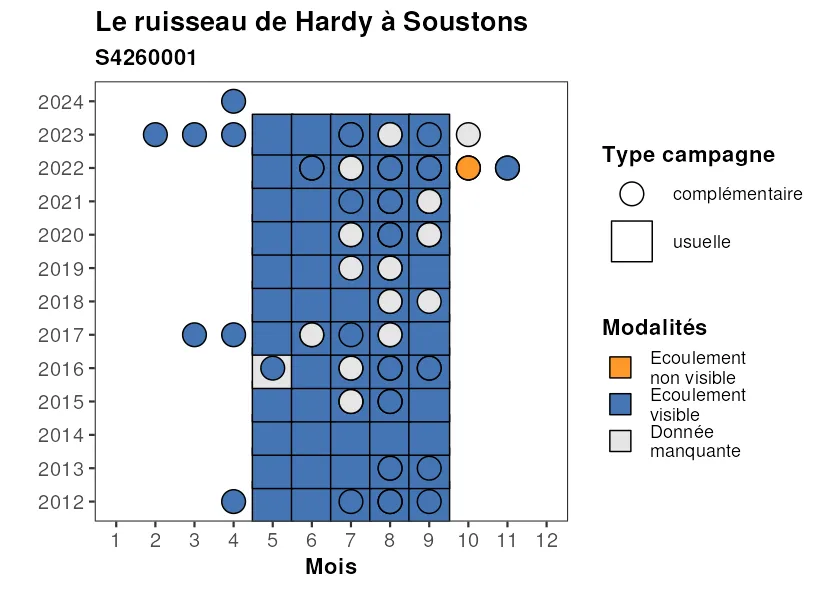 Le ruisseau de Hardy à Soustons
S4260001
2024
2023
2022
2021
2020
2019
2018
2017
2016
2015
2014
2013
2012
1 2 3 4 5 6 7 8 9 10 11 12
Mois
Type campagne
complémentaire
usuelle
Modalités
Ecoulement
non visible
Ecoulement
visible
Donnée
manquante